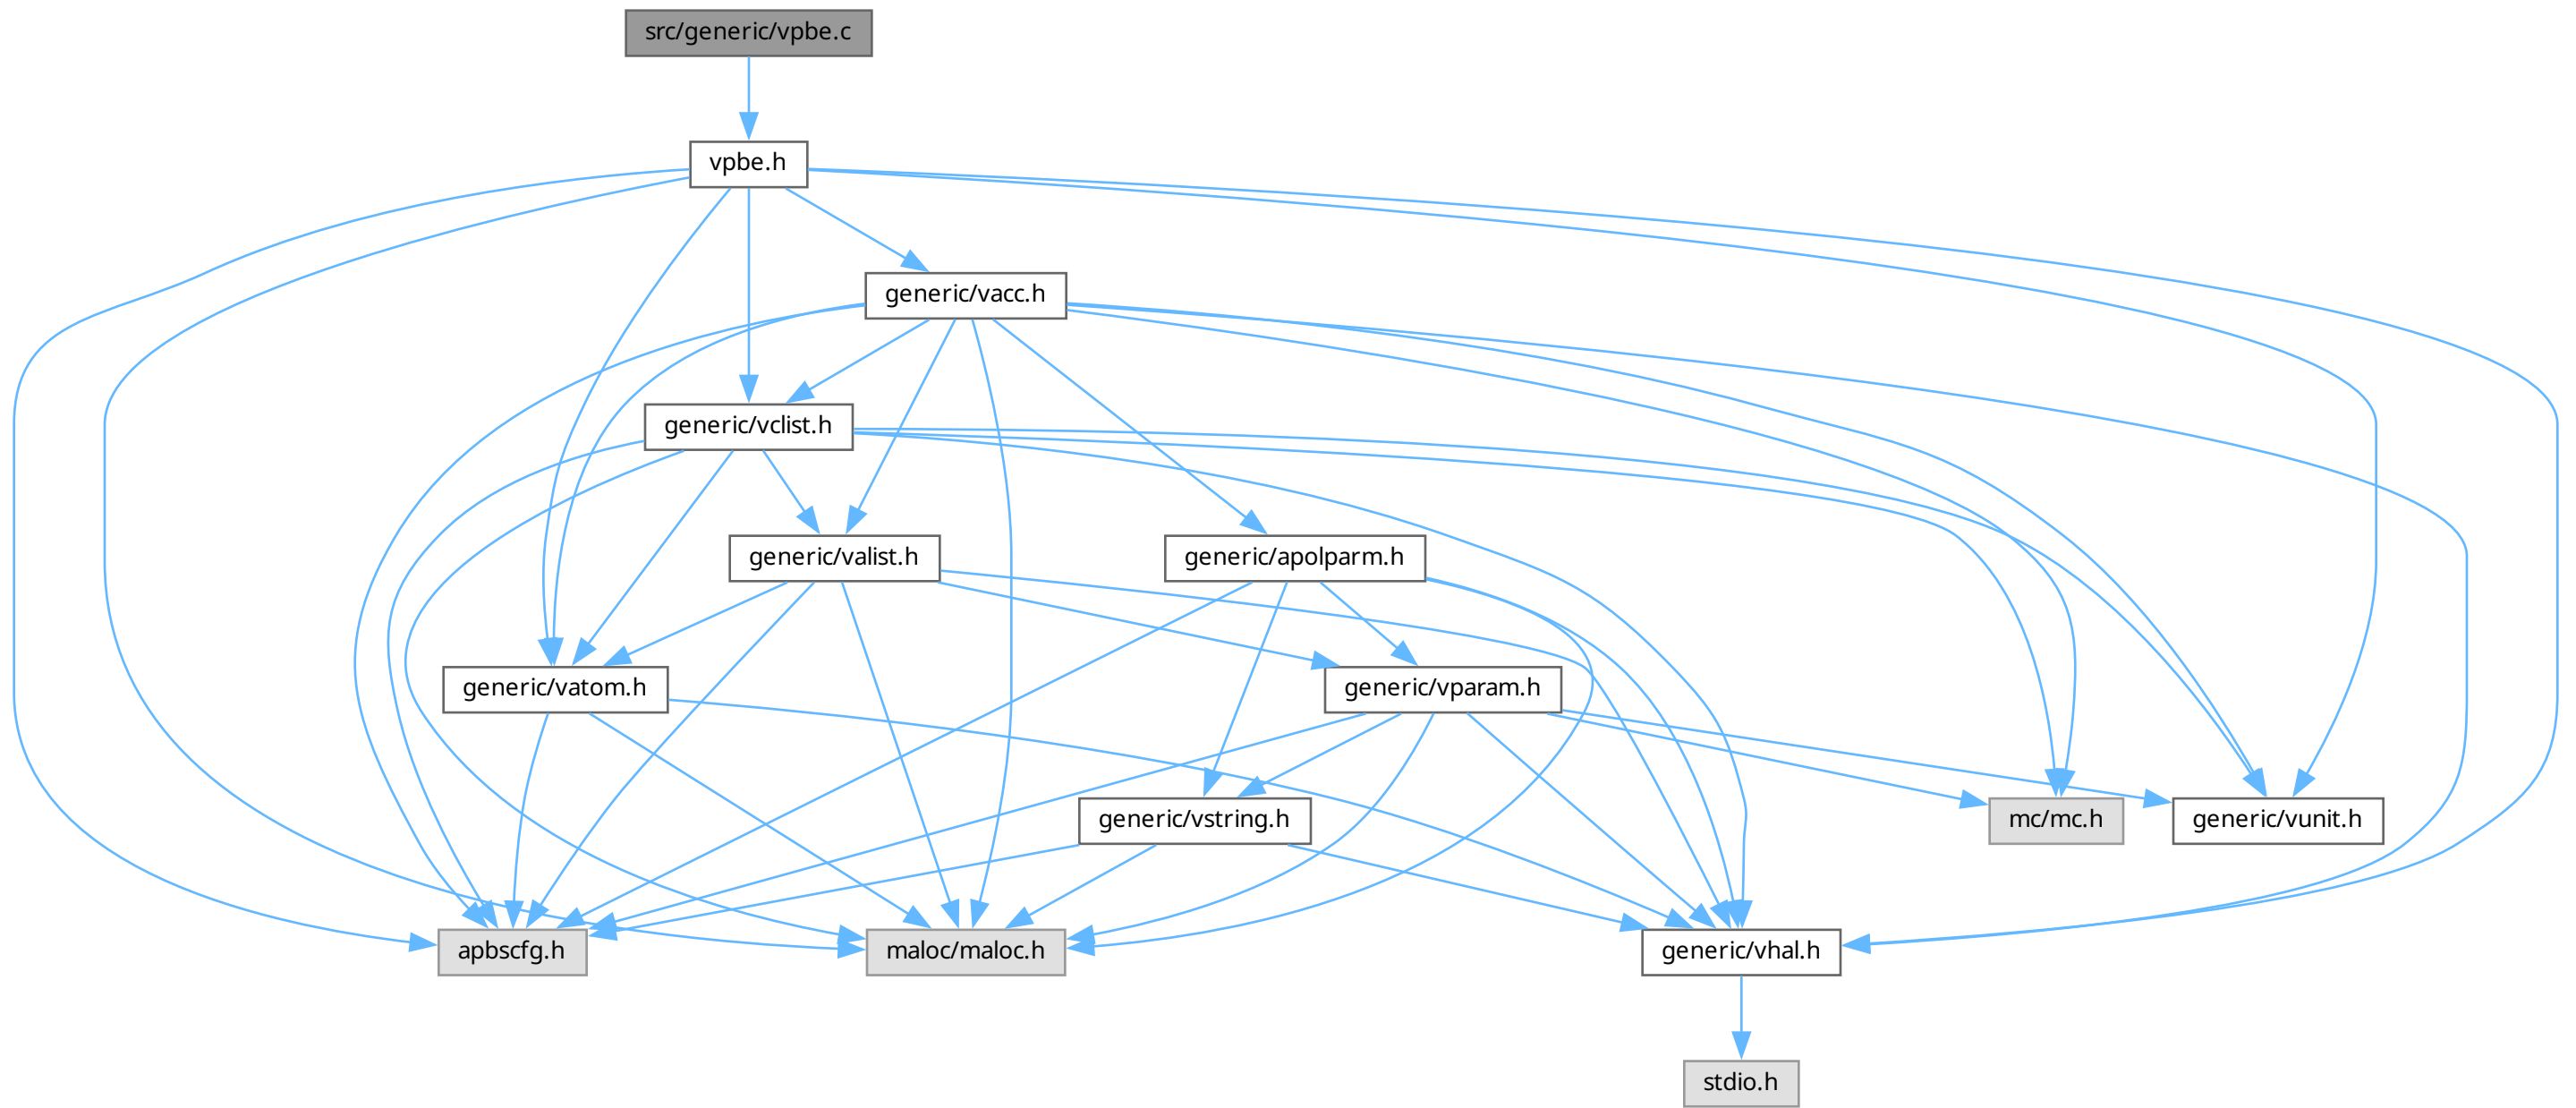 src/generic/vpbe.c
vpbe.h
generic/vacc.h
generic/vclist.h
generic/valist.h
generic/apolparm.h
generic/vatom.h
generic/vparam.h
generic/vstring.h
mc/mc.h
generic/vunit.h
apbscfg.h
maloc/maloc.h
generic/vhal.h
stdio.h